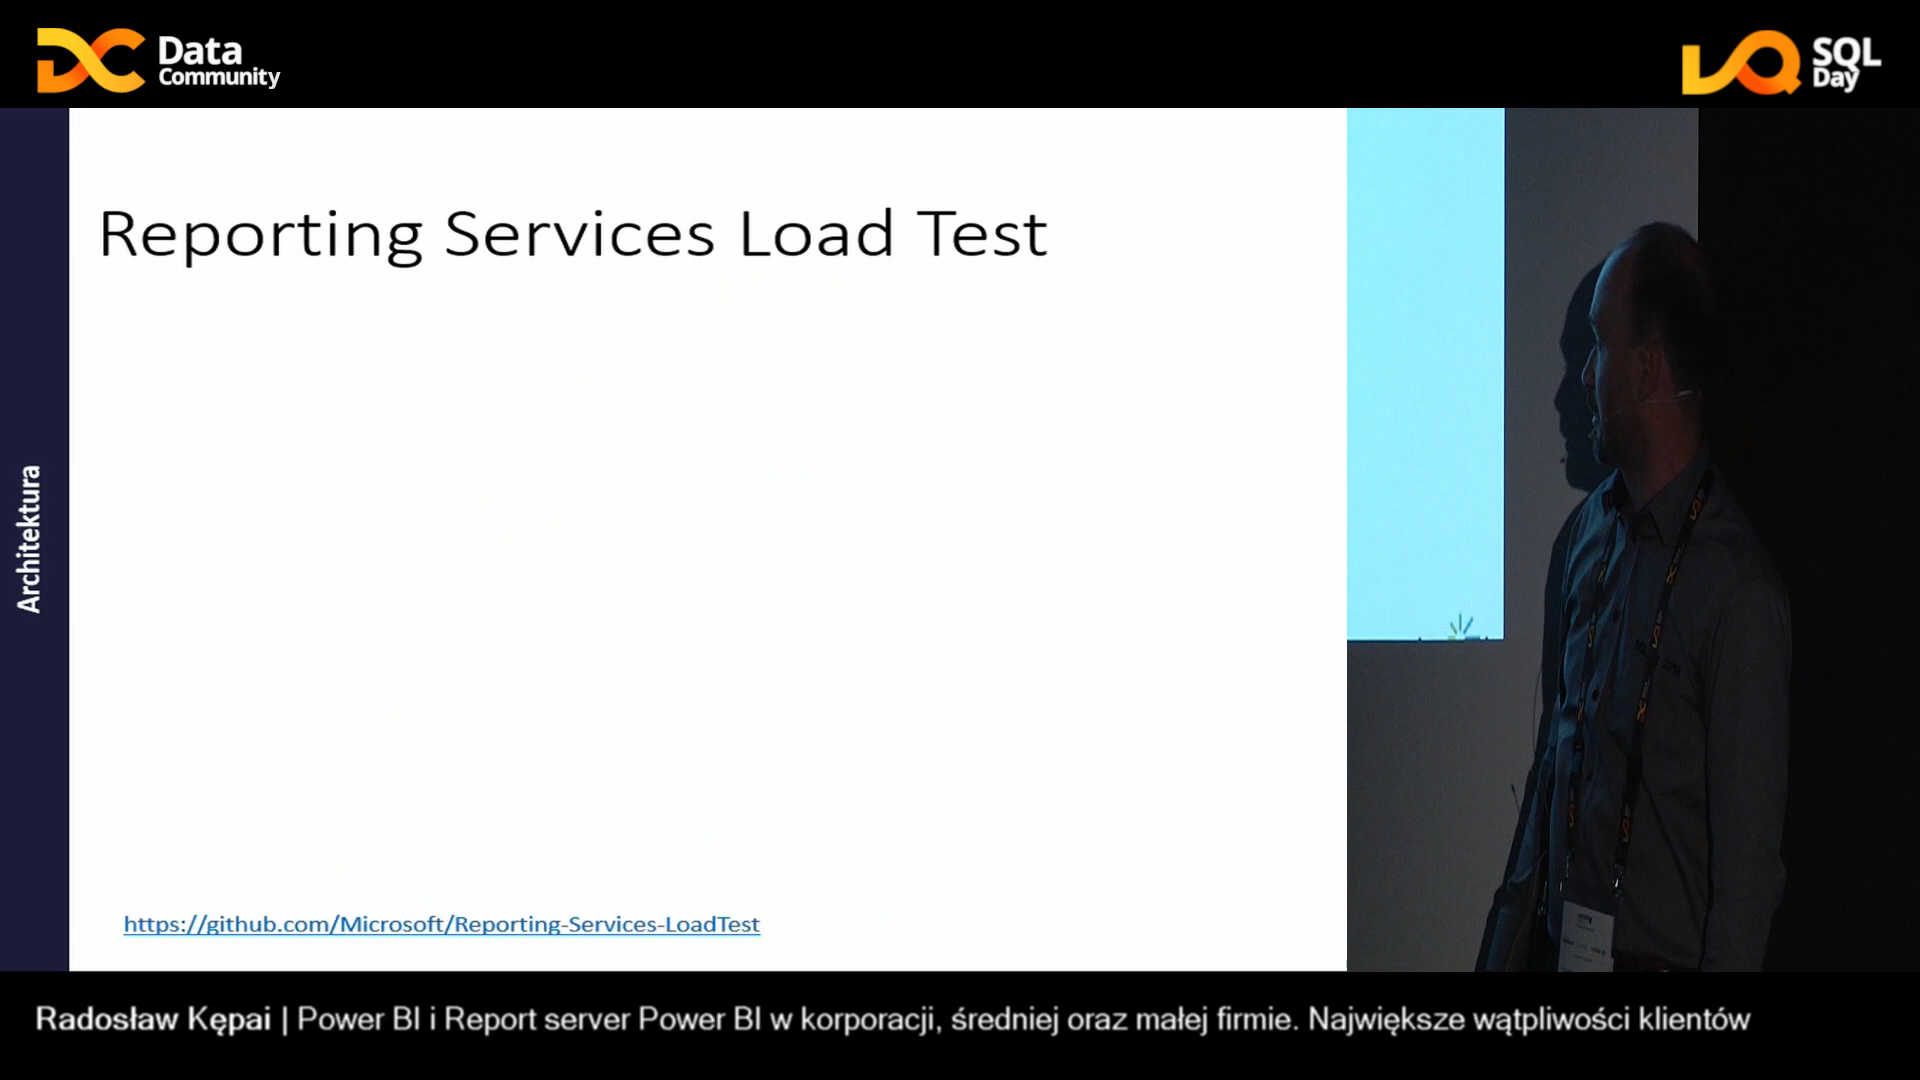 Data
Community
SQL
Day
Reporting Services Load Test
Architektura
https://github.com/Microsoft/Reporting-Services-LoadTest
Radosław Kępai | Power BI i Report server Power BI w korporacji, średniej oraz małej firmie. Największe wątpliwości klientów